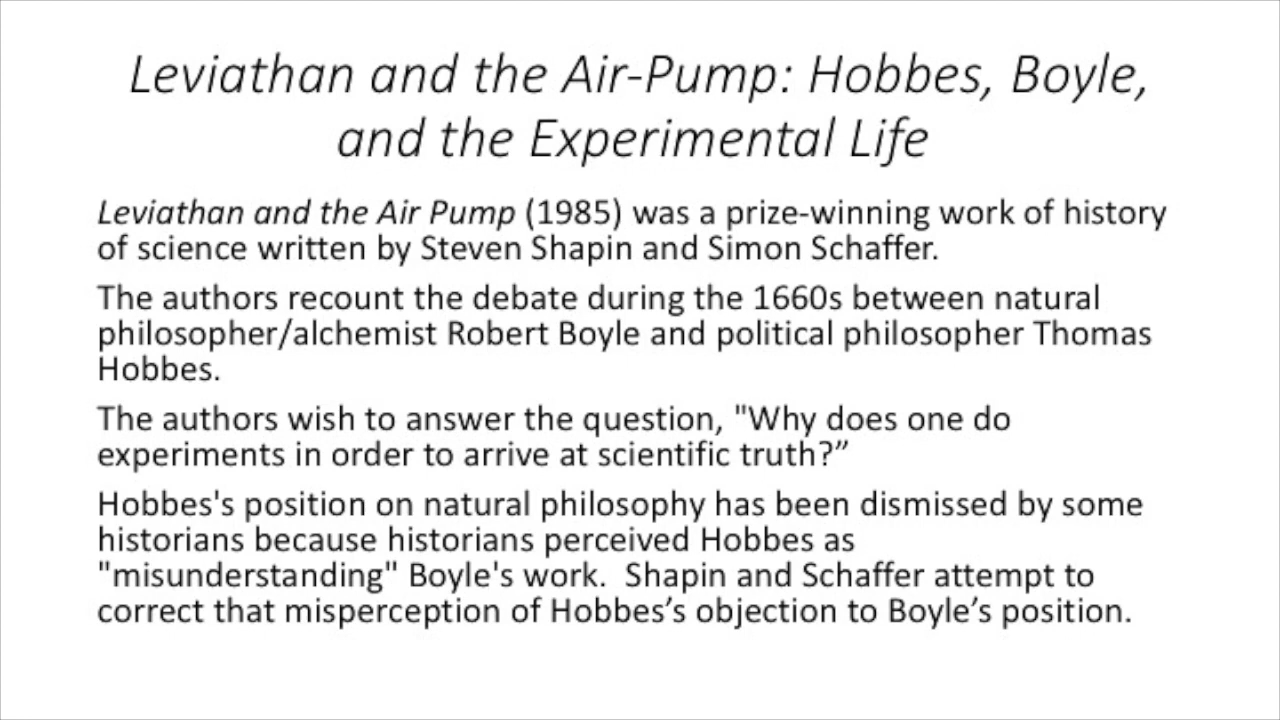 Leviathan and the Air-Pump: Hobbes, Boyle,
and the Experimental Life
Leviathan and the Air Pump (1985) was a prize-winning work of history
of science written by Steven Shapin and Simon Schaffer.
The authors recount the debate during the 1660s between natural
philosopher/alchemist Robert Boyle and political philosopher Thomas
Hobbes.
The authors wish to answer the question, "Why does one do
experiments in order to arrive at scientific truth?”
Hobbes's position on natural philosophy has been dismissed by some
historians because historians perceived Hobbes as
"misunderstanding" Boyle's work.  Shapin and Schaffer attempt to
correct that misperception of Hobbes’s objection to Boyle’s position.